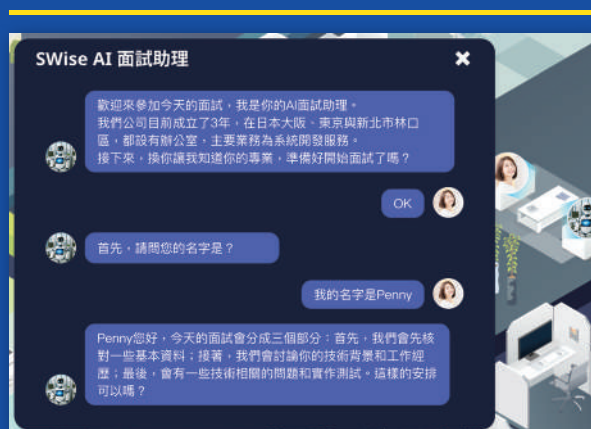 SWise AI 面試助理
歡迎來參加今天的面試，我是你的AI面試助理。
我們公司目前成立了3年，在日本大阪、東京與新北市林口
區，都設有辦公室，主要業務為系統開發服務。
接下來，換你讓我知道你的專業，準備好開始面試了嗎？
OK
首先，請問您的名字是？
我的名字是Penny
Penny您好，今天的面試會分成三個部分：首先，我們會先核
對一些基本資料；接著，我們會討論你的技術背景和工作經
歷；最後，會有一些技術相關的問題和實作測試。這樣的安排
可以嗎？